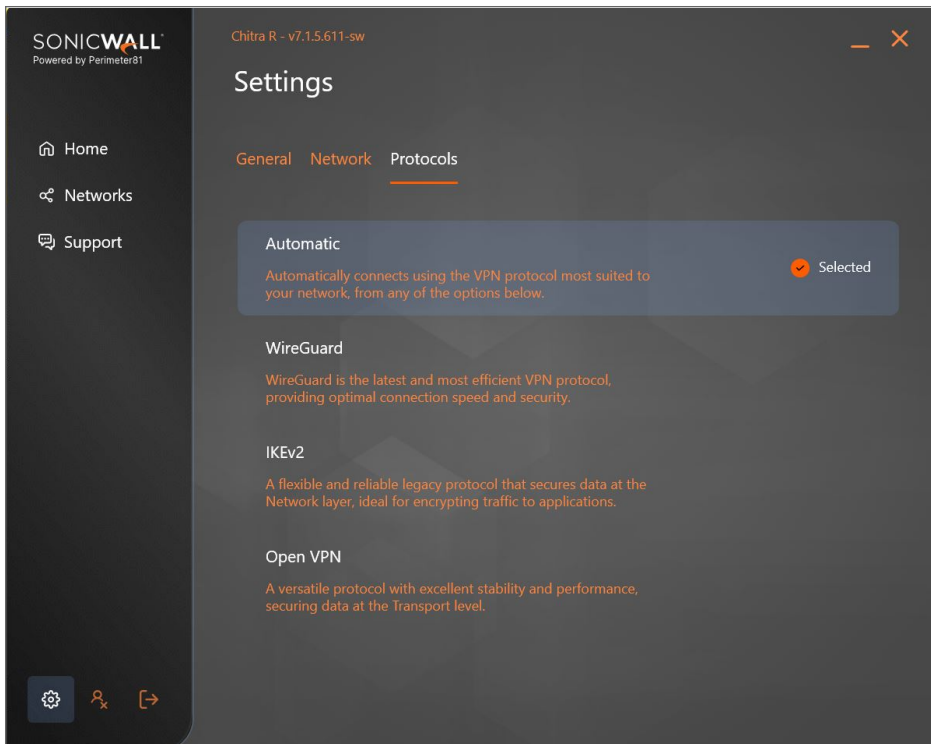 SONICWALL
Powered by Perimeter81
Home
Networks
Support
Chitra R - v7.1.5.611-sw
Settings
General Network Protocols
Automatic
Automatically connects using the VPN protocol most suited to
your network, from any of the options below.
Selected
WireGuard
WireGuard is the latest and most efficient VPN protocol,
providing optimal connection speed and security.
IKEv2
A flexible and reliable legacy protocol that secures data at the
Network layer, ideal for encrypting traffic to applications.
Open VPN
A versatile protocol with excellent stability and performance,
securing data at the Transport level.